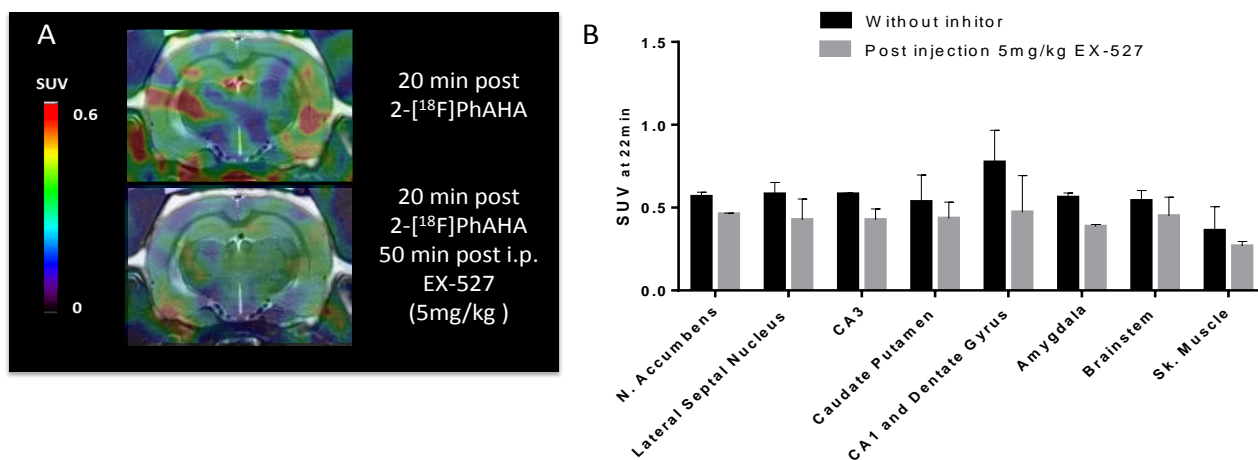 A
SUV
0.6
0
20 min post
2-[18F]PhAHA
20 min post
2-[18F]PhAHA
50 min post i.p.
EX-527
(5mg/kg )
B
Without inhitor
Post injection 5mg/kg EX-527
SUV at 22min
1.5
1.0
0.5
0.0
N. Accumbens
Lateral Septal Nucleus
CA3
Caudate Putamen
CA1 and Dentate Gyrus
Amygdala
Brainstem
Sk. Muscle